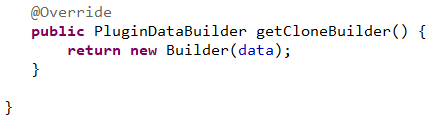 @Override
public PluginDataBuilder getCloneBuilder() {
return new Builder(data);
}
}